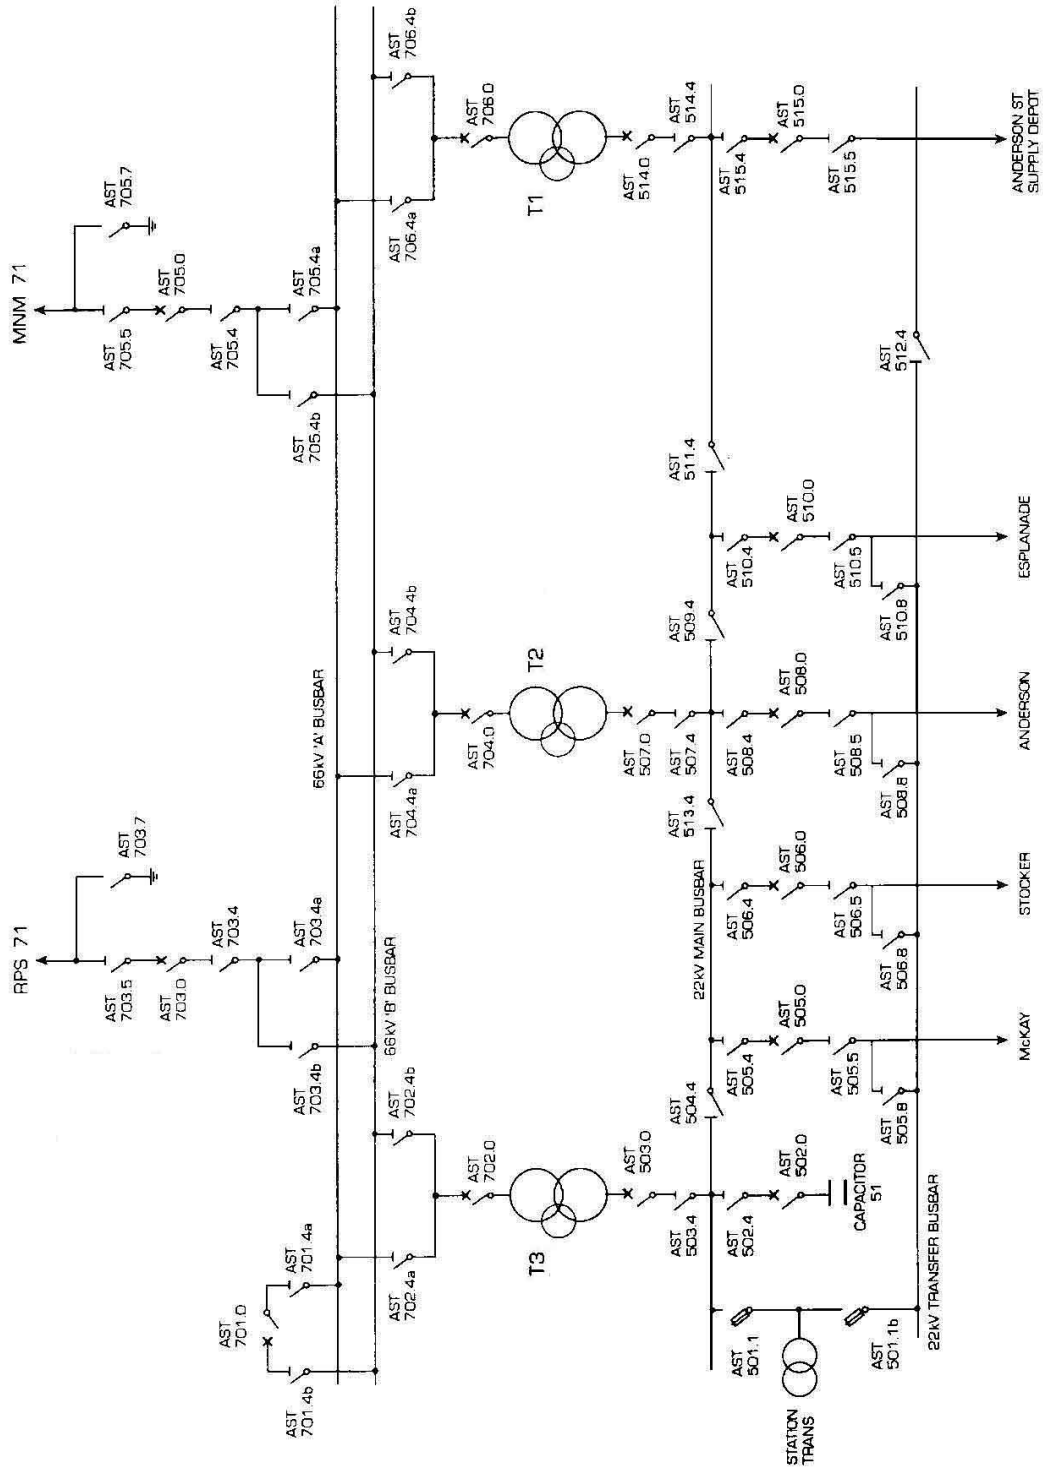 RPS 71
MNM 71
AST
703.7
AST
705.7
AST
703.5
AST
703.0
AST
705.5
AST
705.0
AST
703.4
AST
705.4
AST
701.0
AST
701.4b
AST
701.4a
AST
703.4b
AST
703.4a
AST
705.4b
AST
705.4a
66kV 'A' BUSBAR
66kV 'B' BUSBAR
AST
702.4a
AST
702.4b
AST
704.4a
AST
704.4b
AST
706.4a
AST
706.4b
AST
702.0
AST
704.0
AST
706.0
T3
T2
T1
AST
503.0
AST
507.0
AST
514.0
AST
503.4
AST
507.4
AST
514.4
AST
504.4
22kV MAIN BUSBAR
AST
513.4
AST
509.4
AST
511.4
AST
501.1
AST
502.4
AST
505.4
AST
506.4
AST
508.4
AST
510.4
AST
515.4
AST
502.0
AST
505.0
AST
506.0
AST
508.0
AST
510.0
AST
515.0
STATION
TRANS
CAPACITOR
51
AST
501.1b
AST
505.5
AST
506.5
AST
508.5
AST
510.5
AST
515.5
AST
505.8
AST
506.8
AST
508.8
AST
510.8
AST
512.4
22kV TRANSFER BUSBAR
McKAY
STOCKER
ANDERSON
ESPLANADE
ANDERSON ST
SUPPLY DEPOT